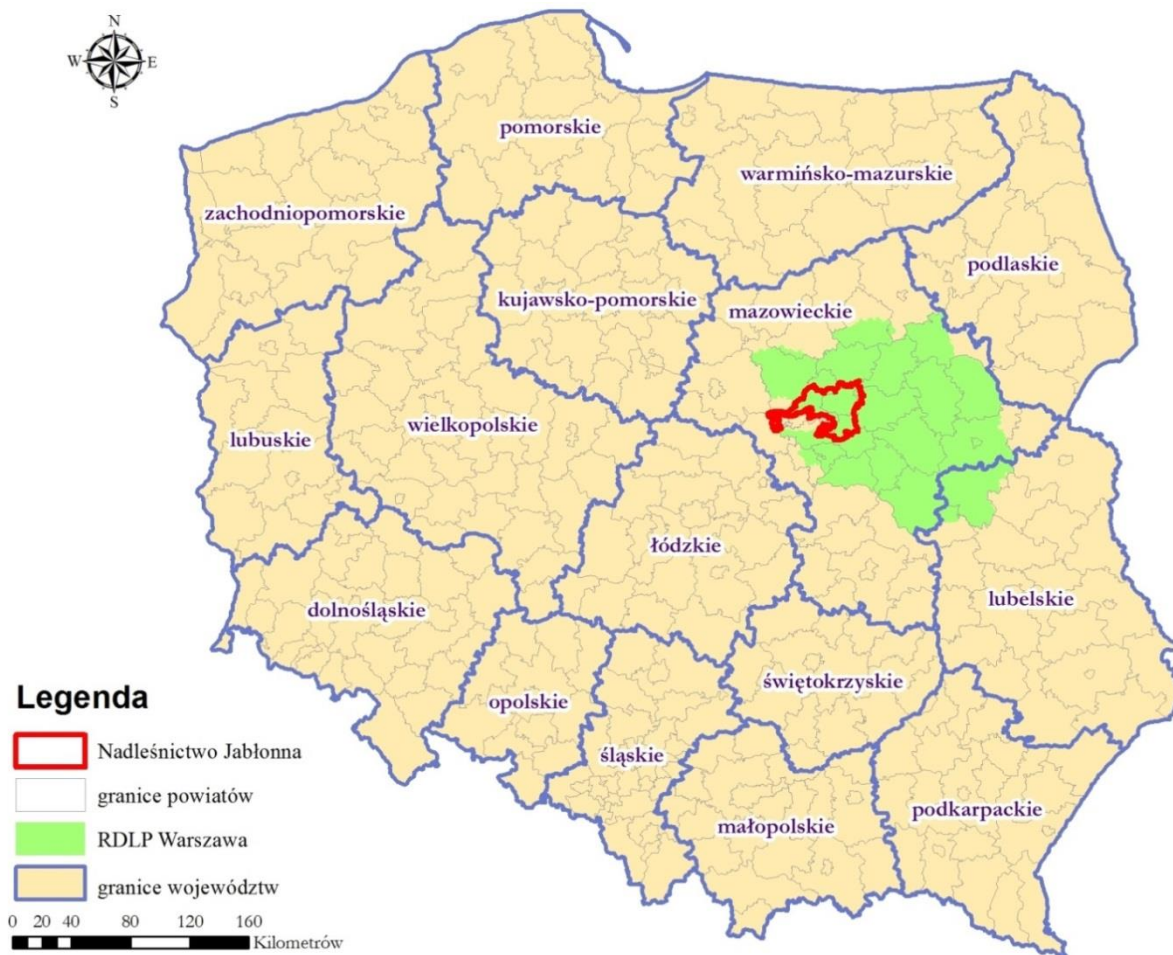 N
W E
S
pomorskie
warmińsko-mazurskie
zachodniopomorskie
podlaskie
kujawsko-pomorskie
mazowieckie
lubuskie
wielkopolskie
łódzkie
dolnośląskie
lubelskie
opolskie
świętokrzyskie
śląskie
podkarpackie
małopolskie
Legenda
Nadleśnictwo Jabłonna
granice powiatów
RDLP Warszawa
granice województw
0 20 40 80 120 160
Kilometrów